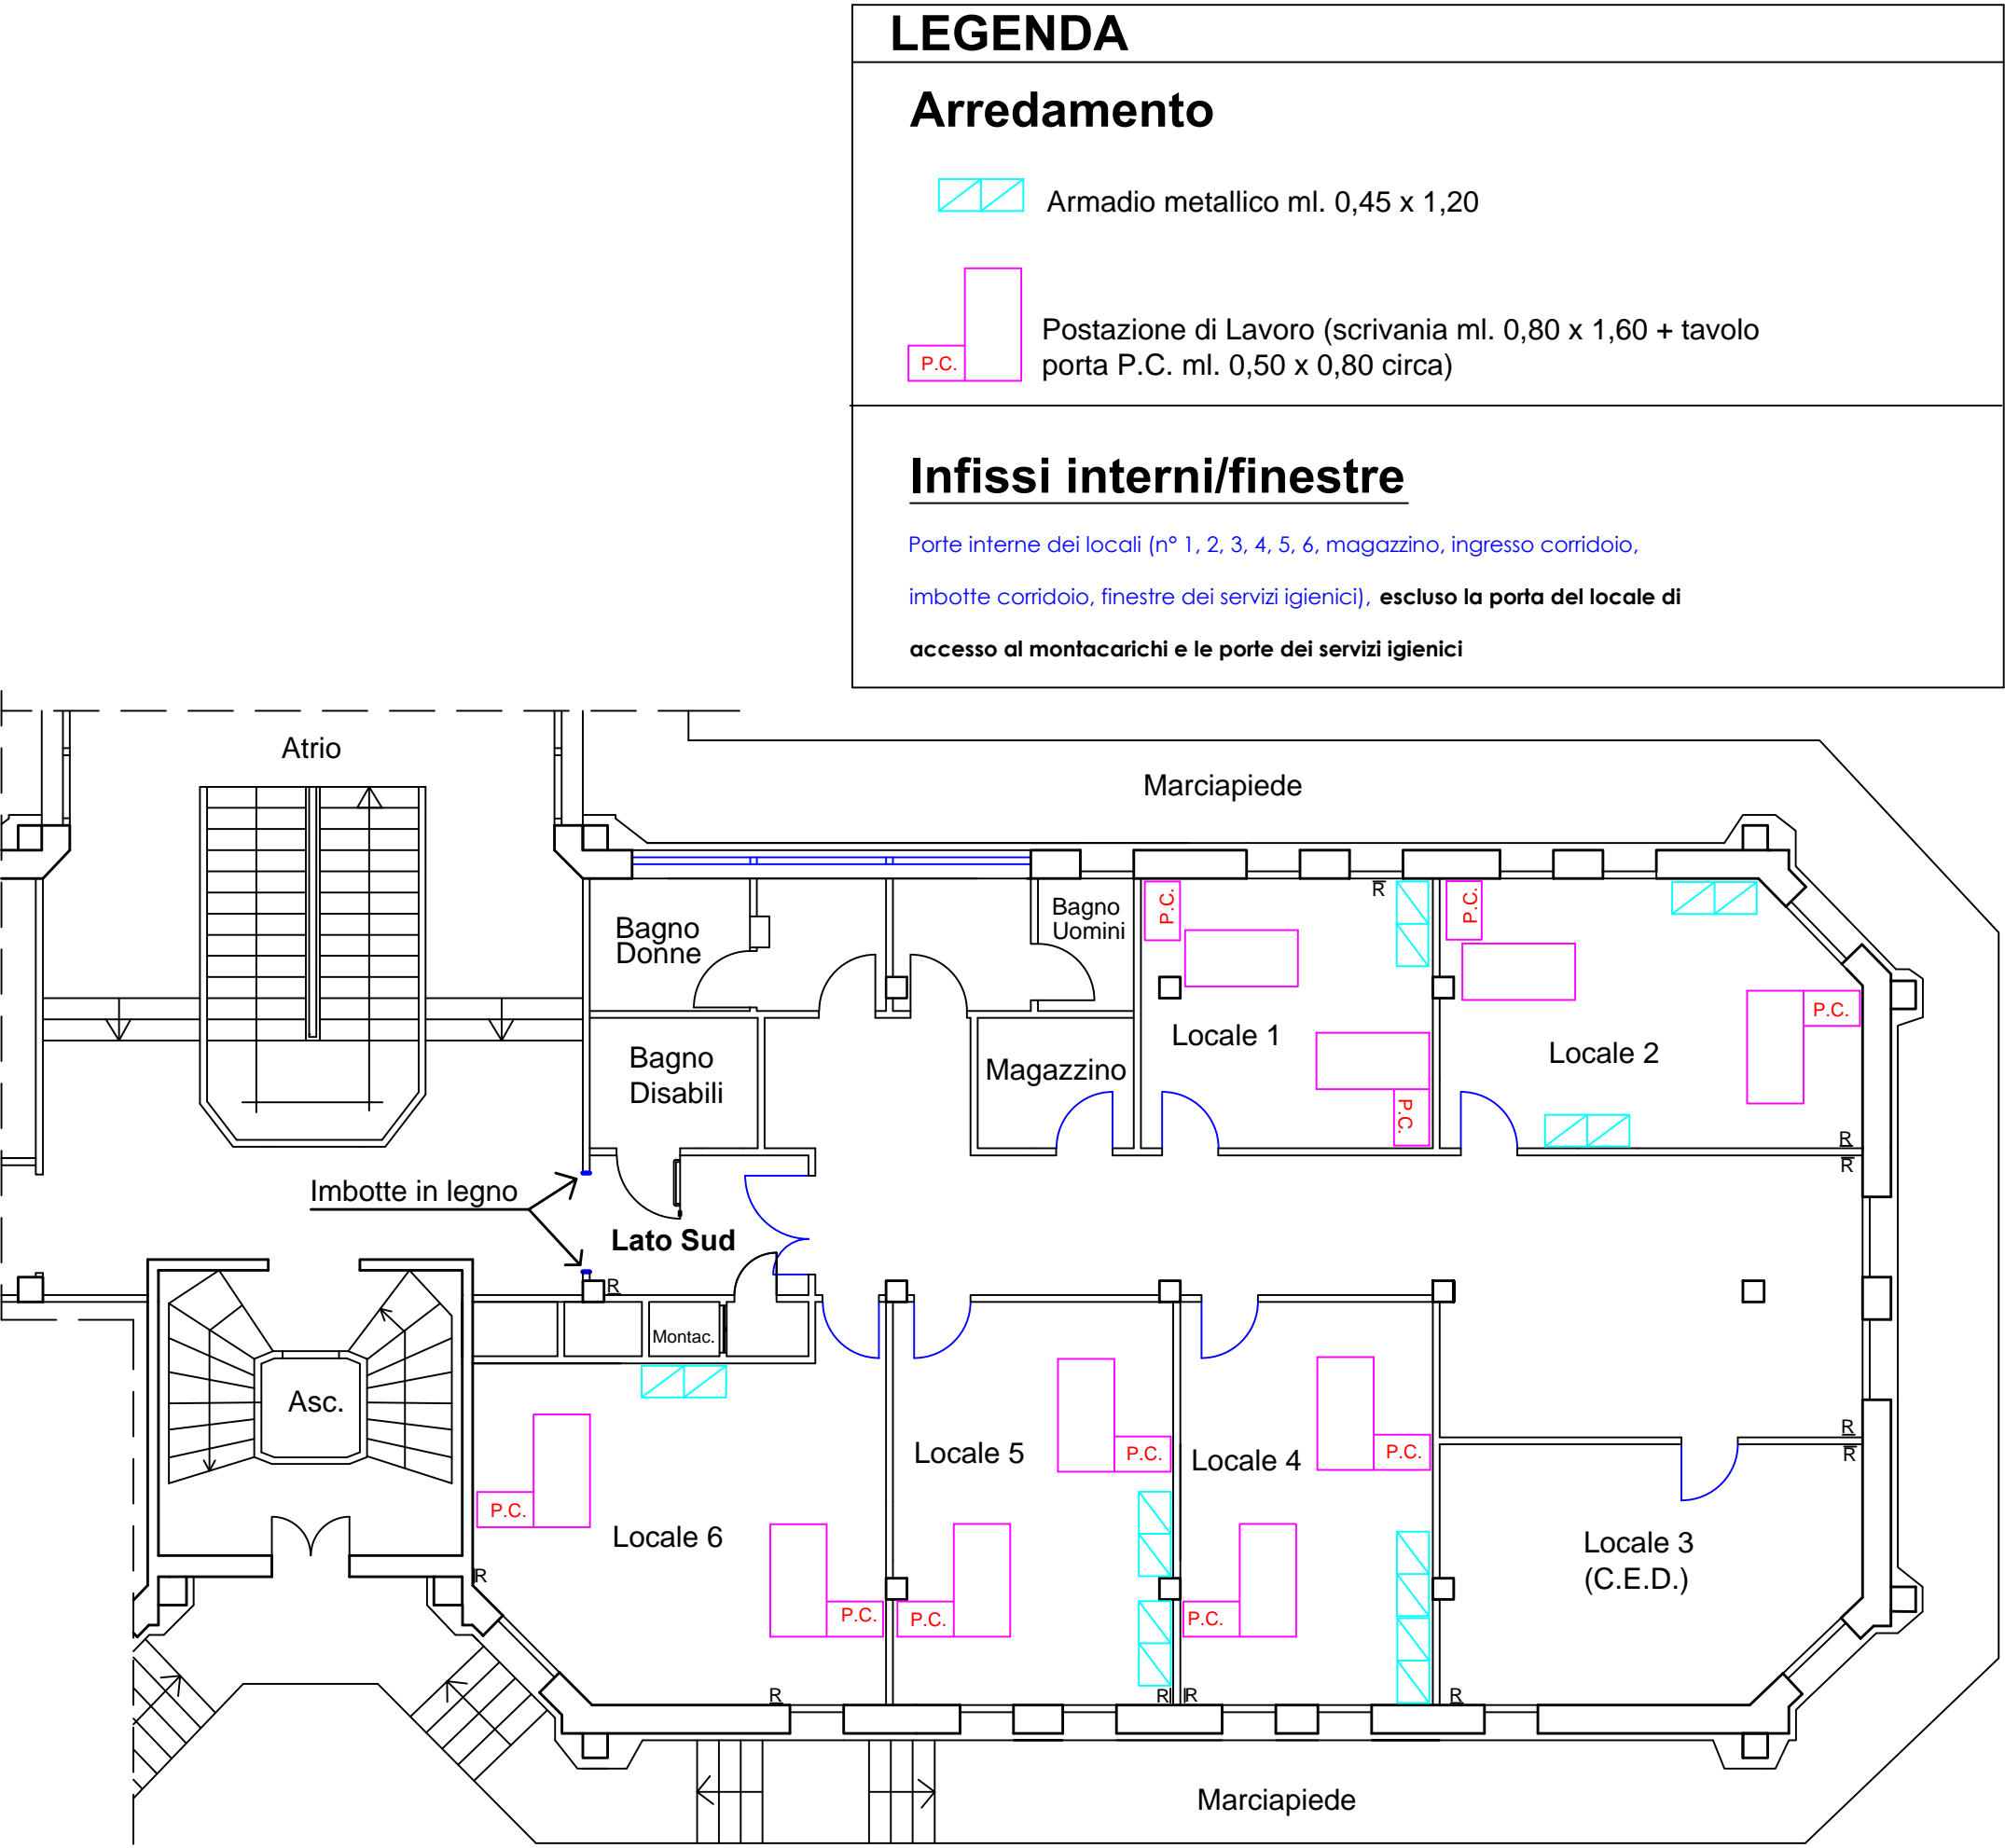 LEGENDA
Arredamento
Armadio metallico ml. 0,45 x 1,20
Postazione di Lavoro (scrivania ml. 0,80 x 1,60 + tavolo
P.C.
porta P.C. ml. 0,50 x 0,80 circa)
Infissi interni/finestre
Porte interne dei locali (n° 1, 2, 3, 4, 5, 6, magazzino, ingresso corridoio,
imbotte corridoio, finestre dei servizi igienici), escluso la porta del locale di
accesso al montacarichi e le porte dei servizi igienici
Atrio
Marciapiede
R
P.C.
P.C.
Bagno
Uomini
Bagno
Donne
P.C.
Locale 1
Locale 2
Bagno
Disabili
Magazzino
P.C.
R
R
Imbotte in legno
Lato Sud
R
Montac.
Asc.
R
R
Locale 5
P.C.
Locale 4
P.C.
P.C.
Locale 6
Locale 3
(C.E.D.)
R
P.C.
P.C.
P.C.
R
R
R
R
Marciapiede